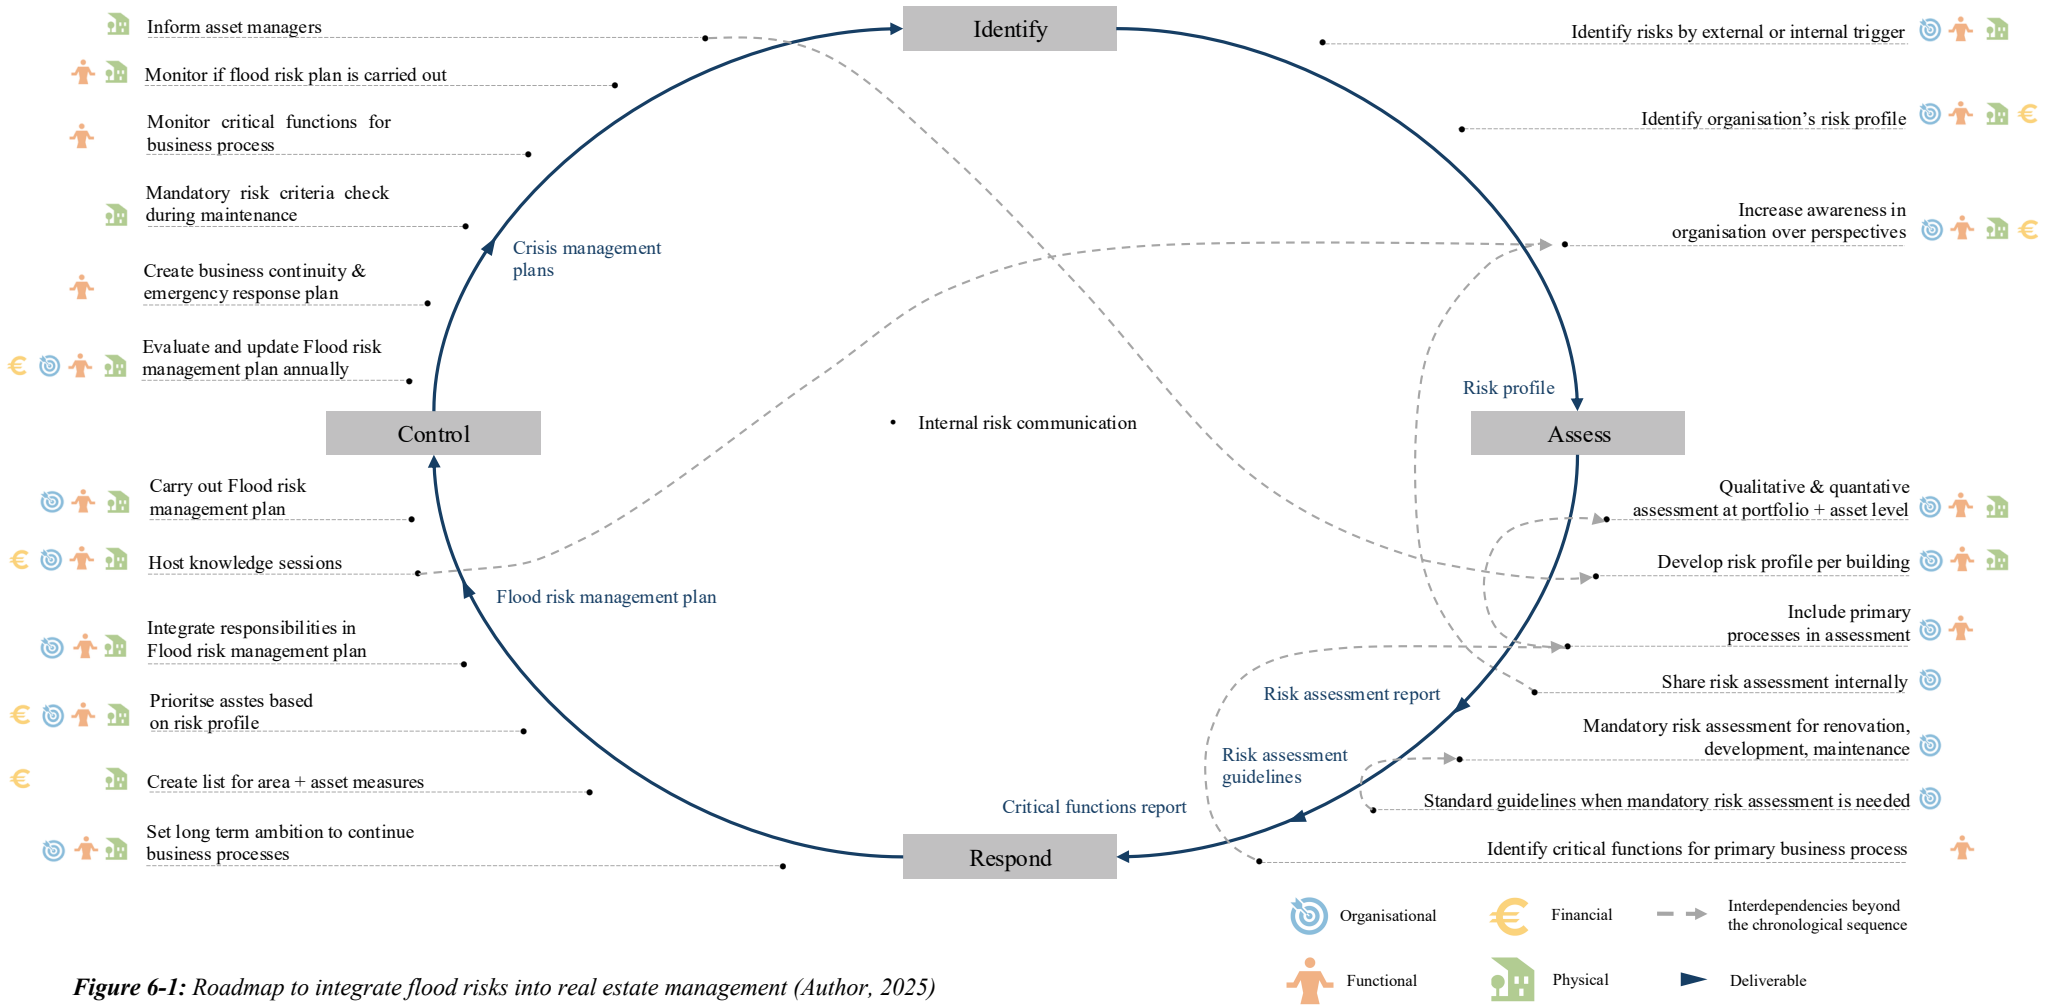 Identify
Inform asset managers
Monitor if flood risk plan is carried out
Monitor critical functions for
business process
Mandatory risk criteria check
during maintenance
Crisis management
plans
Create business continuity &
emergency response plan
Evaluate and update Flood risk
management plan annually
Control
Carry out Flood risk
management plan
Host knowledge sessions
Flood risk management plan
Integrate responsibilities in
Flood risk management plan
Prioritse asstes based
on risk profile
Create list for area + asset measures
Set long term ambition to continue
business processes
Internal risk communication
Identify risks by external or internal trigger
Identify organisation’s risk profile
Increase awareness in
organisation over perspectives
Risk profile
Assess
Qualitative & quantative
assessment at portfolio + asset level
Develop risk profile per building
Include primary
processes in assessment
Share risk assessment internally
Risk assessment report
Mandatory risk assessment for renovation,
development, maintenance
Risk assessment
guidelines
Standard guidelines when mandatory risk assessment is needed
Critical functions report
Identify critical functions for primary business process
Respond
Organisational
Financial
Interdependencies beyond
the chronological sequence
Functional
Physical
Deliverable
Figure 6-1: Roadmap to integrate flood risks into real estate management (Author, 2025)